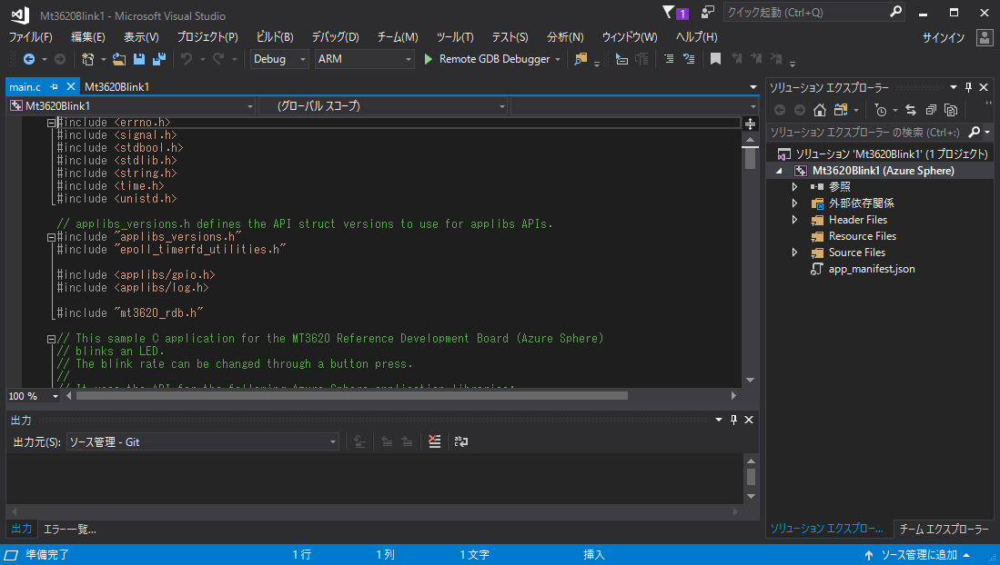 Mt3620Blink1 - Microsoft Visual Studio
1
クイック起動 (Ctrl+Q)
ファイル(F) 編集(E) 表示(V) プロジェクト(P) ビルド(B) デバッグ(D) チーム(M) ツール(T) テスト(S) 分析(N) ウィンドウ(W) ヘルプ(H)
サインイン
Debug ARM Remote GDB Debugger
main.c Mt3620Blink1
Mt3620Blink1 (グローバル スコープ)
#include <errno.h>
#include <signal.h>
#include <stdbool.h>
#include <stdlib.h>
#include <string.h>
#include <time.h>
#include <unistd.h>
// applibs_versions.h defines the API struct versions to use for applibs APIs.
#include "applibs_versions.h"
#include "epoll_timerfd_utilities.h"
#include <applibs/gpio.h>
#include <applibs/log.h>
#include "mt3620_rdb.h"
// This sample C application for the MT3620 Reference Development Board (Azure Sphere)
// blinks an LED.
// The blink rate can be changed through a button press.
//
// It uses the API for the following Azure Sphere application libraries:
100 %
出力
出力元(S): ソース管理 - Git
出力 エラー一覧...
ソリューション エクスプローラー
ソリューション エクスプローラー の検索 (Ctrl+:)
ソリューション 'Mt3620Blink1' (1 プロジェクト)
Mt3620Blink1 (Azure Sphere)
参照
外部依存関係
Header Files
Resource Files
Source Files
app_manifest.json
ソリューション エクスプロー... チーム エクスプローラー
準備完了 1 行 1 列 1 文字 挿入 ソース管理に追加